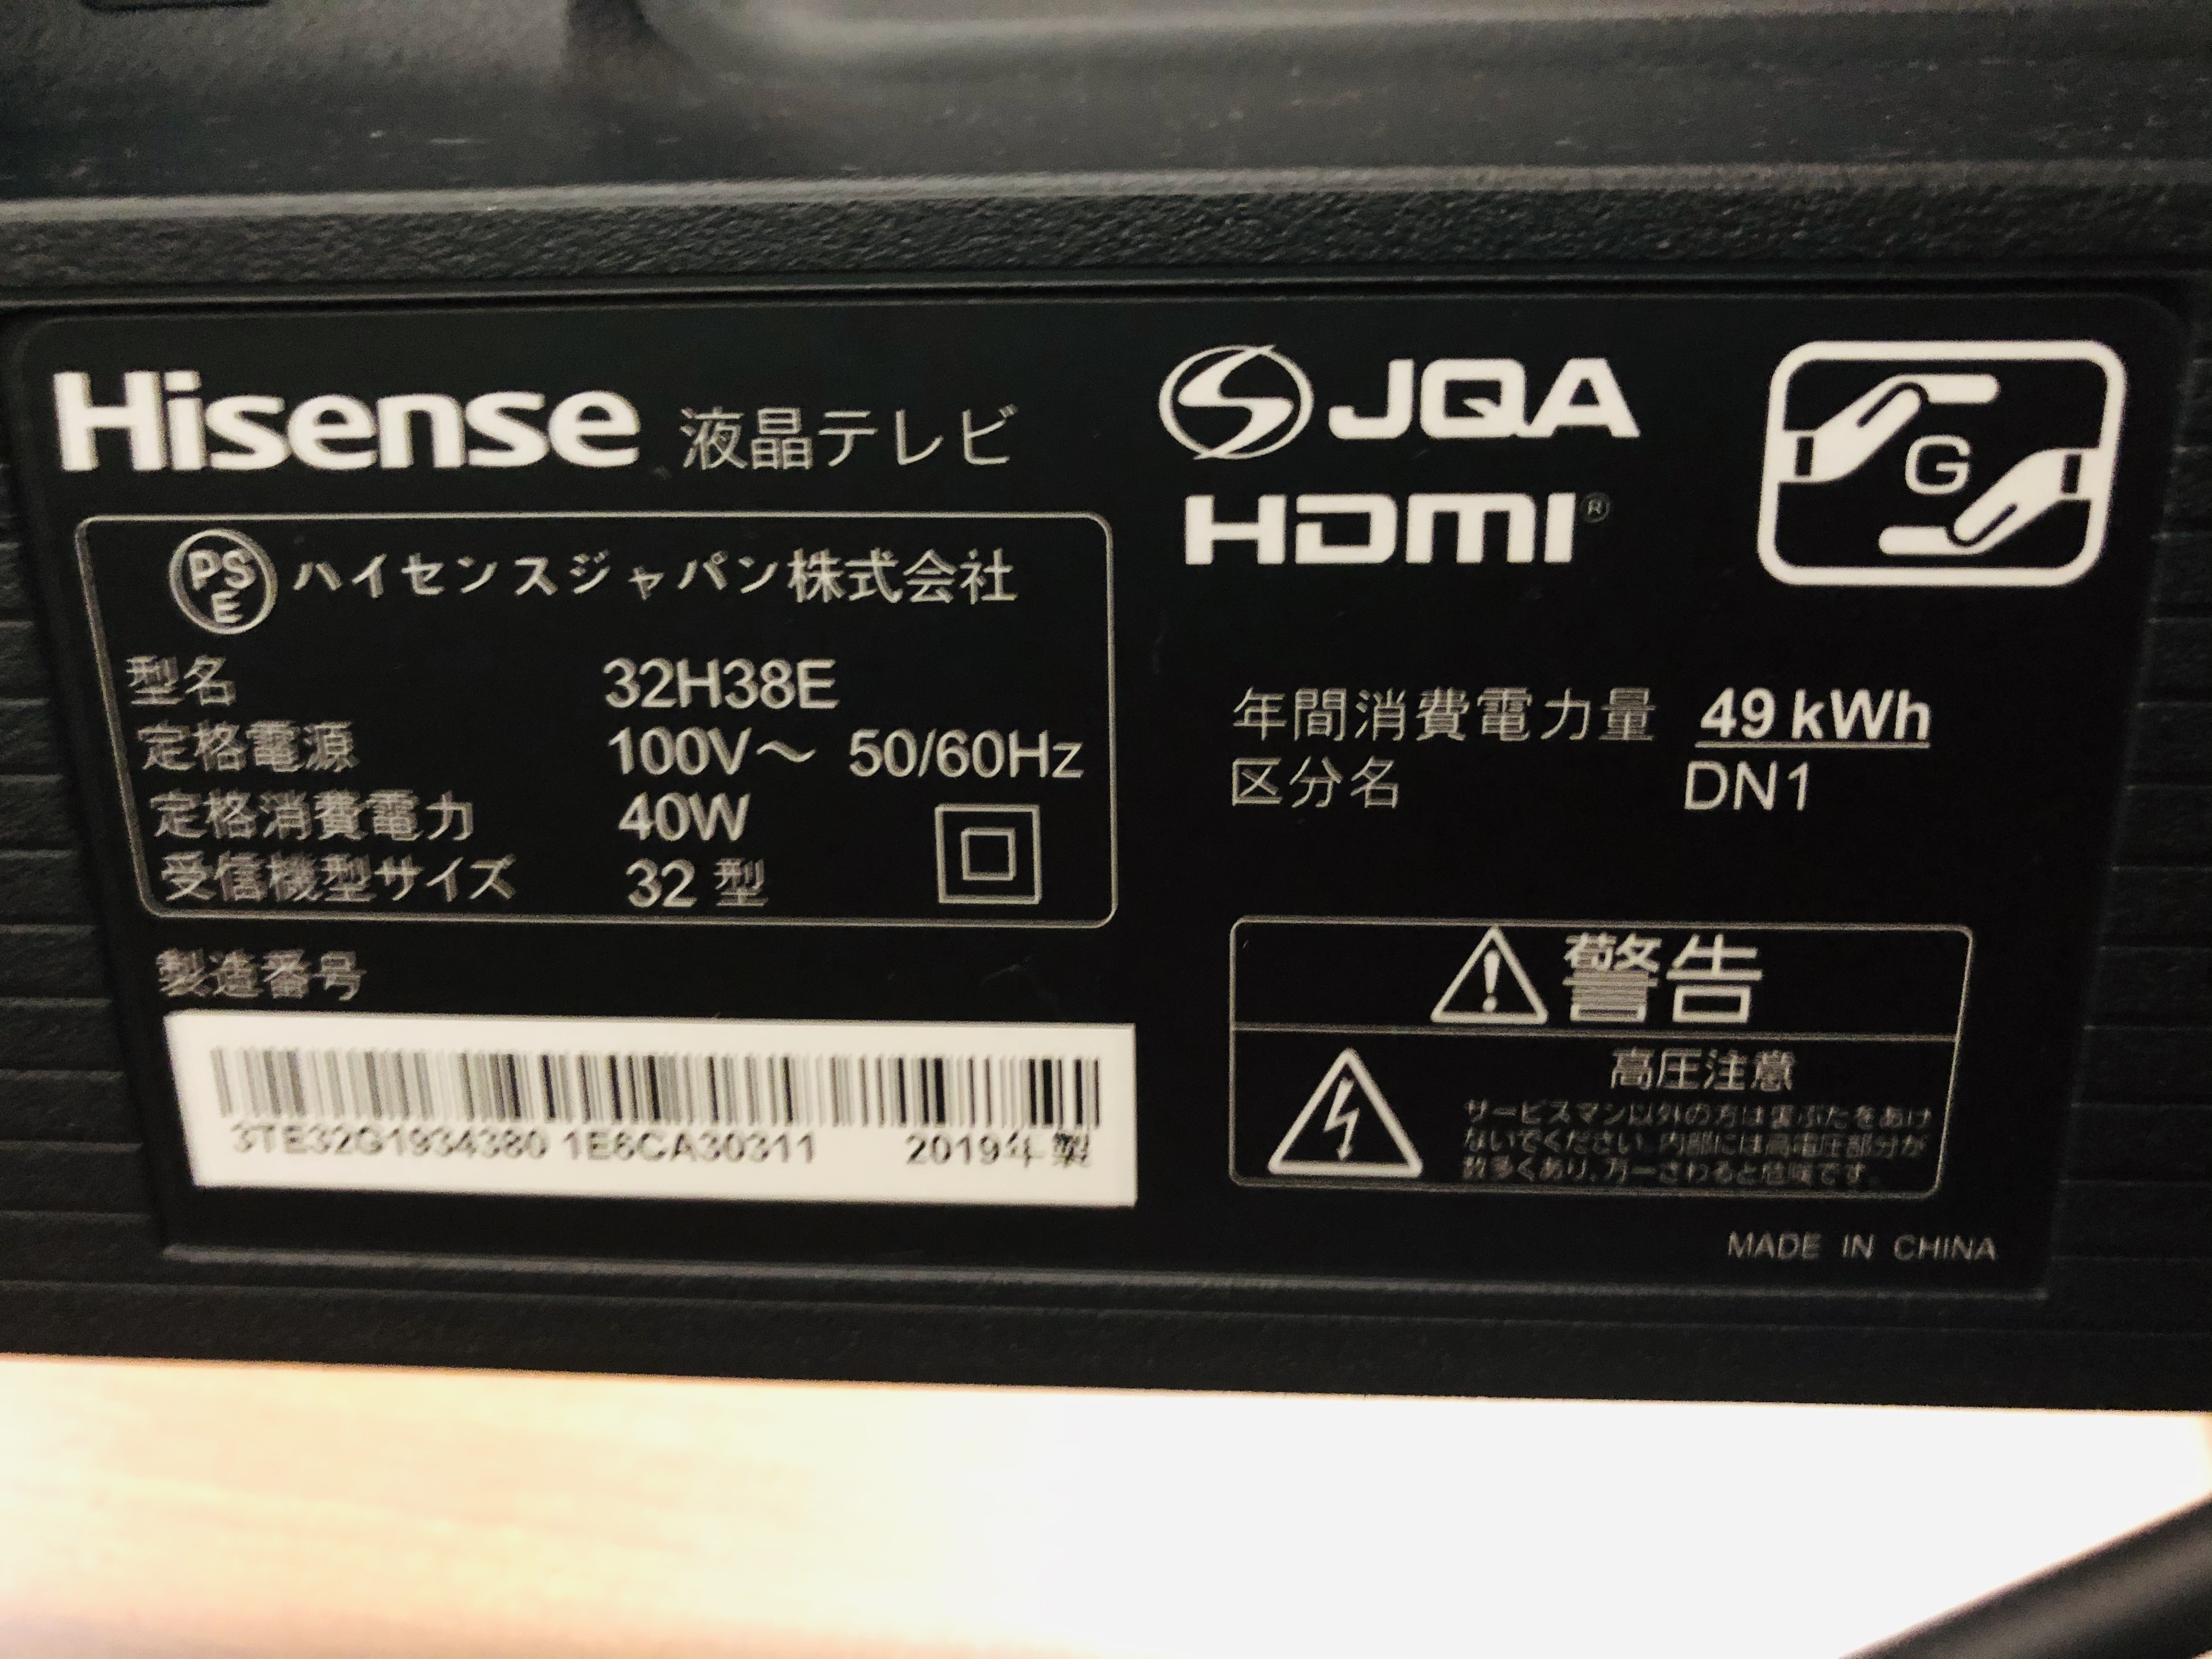 Hisense 液晶テレビ
PSE ハイセンスジャパン株式会社
型名 32H38E
定格電源 100V～ 50/60Hz
定格消費電力 40W
受信機型サイズ 32 型
製造番号
3TE32G1934380 1E6CA30311 2019年 製
S JQA
HDMI®
G
年間消費電力量 49 kWh
区分名 DN1
警告
高圧注意
サービスマン以外の方は裏ぶたをあけ
ないでください。内部には高電圧部分が
数多くあり、万一さわると危険です。
MADE IN CHINA